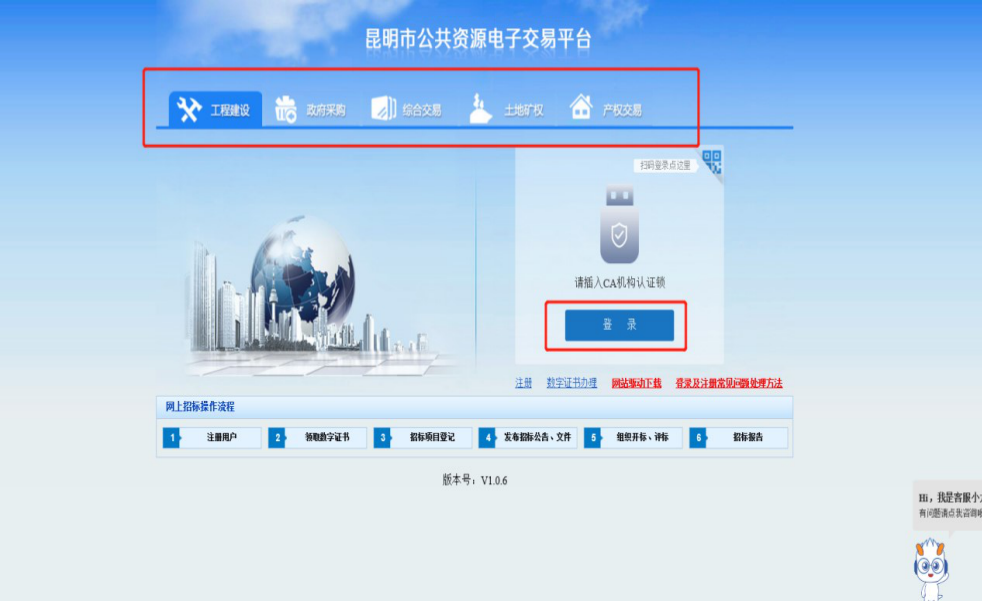 昆明市公共资源电子交易平台
工程建设 政府采购 综合交易 土地矿权 产权交易
扫码登录点这里
请插入CA机构认证锁
登 录
注册 数字证书办理 网站驱动下载 登录及注册常见问题处理方法
网上招标操作流程
1 注册用户 2 领取数字证书 3 招标项目登记 4 发布招标公告、文件 5 组织开标、评标 6 招标报告
版本号:V1.0.6
Hi,我是客服小
有问题请点我咨询